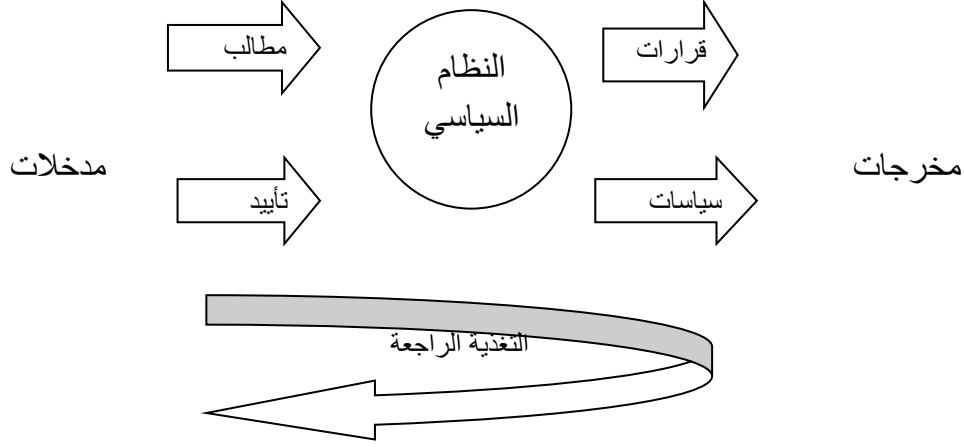 مطالب
النظام
السياسي
قرارات
مدخلات
مخرجات
تأييد
سياسات
التغذية الراجعة